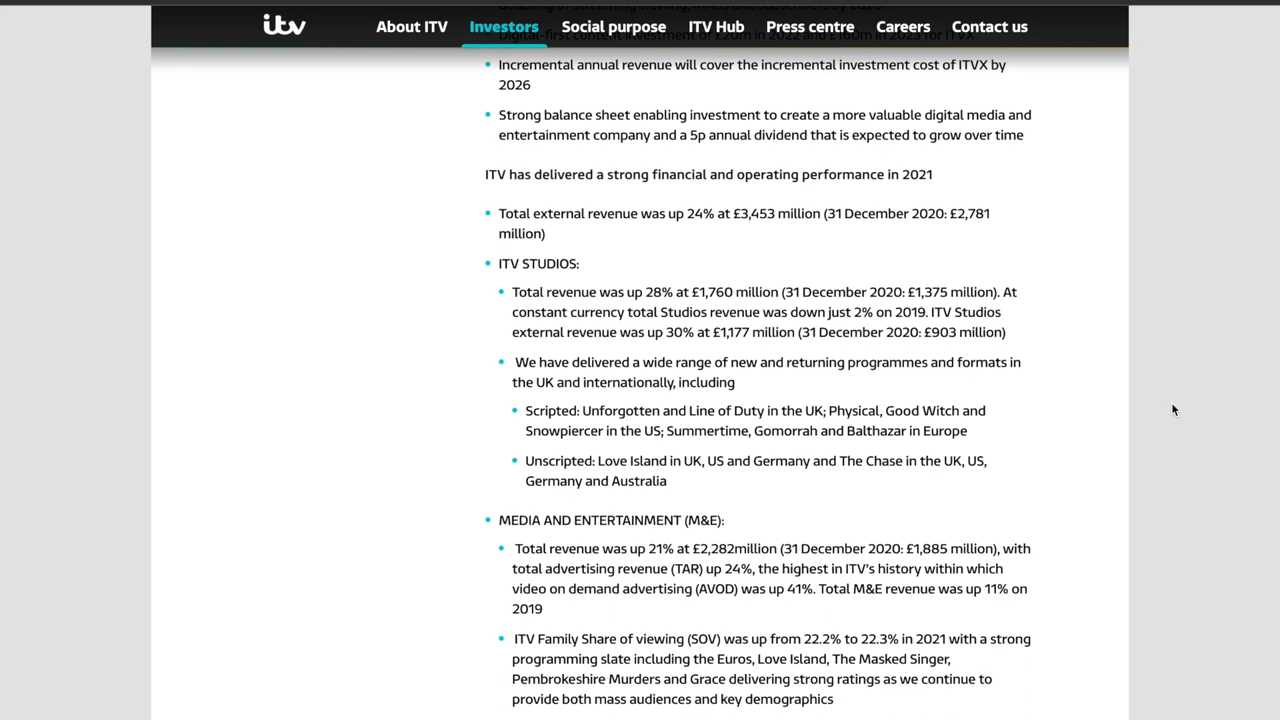 itv
About ITV Investors Social purpose ITV Hub Press centre Careers Contact us
Incremental annual revenue will cover the incremental investment cost of ITVX by
2026
Strong balance sheet enabling investment to create a more valuable digital media and
entertainment company and a 5p annual dividend that is expected to grow over time
ITV has delivered a strong financial and operating performance in 2021
Total external revenue was up 24% at £3,453 million (31 December 2020: £2,781
million)
ITV STUDIOS:
Total revenue was up 28% at £1,760 million (31 December 2020: £1,375 million). At
constant currency total Studios revenue was down just 2% on 2019. ITV Studios
external revenue was up 30% at £1,177 million (31 December 2020: £903 million)
We have delivered a wide range of new and returning programmes and formats in
the UK and internationally, including
Scripted: Unforgotten and Line of Duty in the UK; Physical, Good Witch and
Snowpiercer in the US; Summertime, Gomorrah and Balthazar in Europe
Unscripted: Love Island in UK, US and Germany and The Chase in the UK, US,
Germany and Australia
MEDIA AND ENTERTAINMENT (M&E):
Total revenue was up 21% at £2,282million (31 December 2020: £1,885 million), with
total advertising revenue (TAR) up 24%, the highest in ITV's history within which
video on demand advertising (AVOD) was up 41%. Total M&E revenue was up 11% on
2019
ITV Family Share of viewing (SOV) was up from 22.2% to 22.3% in 2021 with a strong
programming slate including the Euros, Love Island, The Masked Singer,
Pembrokeshire Murders and Grace delivering strong ratings as we continue to
provide both mass audiences and key demographics